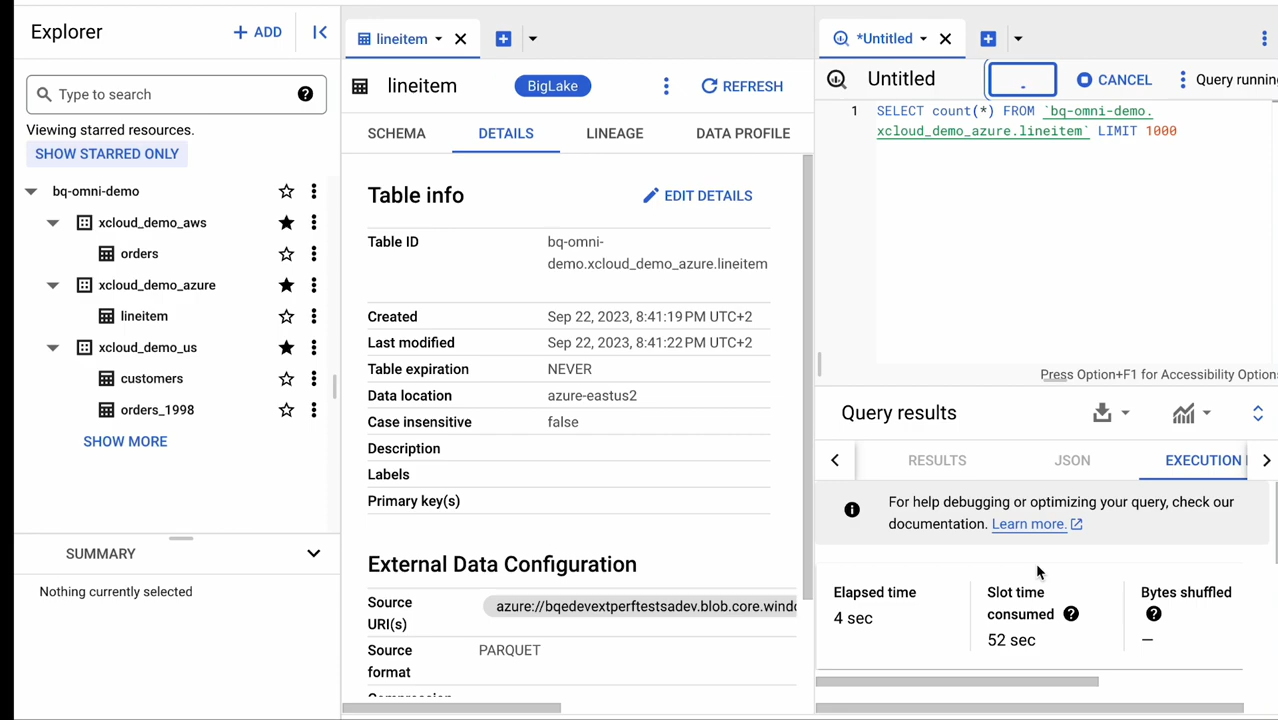 Explorer
+ ADD
Type to search
Viewing starred resources.
SHOW STARRED ONLY
bq-omni-demo
xcloud_demo_aws
orders
xcloud_demo_azure
lineitem
xcloud_demo_us
customers
orders_1998
SHOW MORE
SUMMARY
Nothing currently selected
lineitem
lineitem
BigLake
REFRESH
SCHEMA
DETAILS
LINEAGE
DATA PROFILE
Table info
EDIT DETAILS
Table ID
bq-omni-
demo.xcloud_demo_azure.lineitem
Created
Sep 22, 2023, 8:41:19 PM UTC+2
Last modified
Sep 22, 2023, 8:41:22 PM UTC+2
Table expiration
NEVER
Data location
azure-eastus2
Case insensitive
false
Description
Labels
Primary key(s)
External Data Configuration
Source
URI(s)
azure://bqedevextperftestsadev.blob.core.windo
Source
format
PARQUET
*Untitled
Untitled
CANCEL
Query runnin
1 SELECT count(*) FROM `bq-omni-demo.
xcloud_demo_azure.lineitem` LIMIT 1000
Press Option+F1 for Accessibility Options
Query results
RESULTS
JSON
EXECUTION
For help debugging or optimizing your query, check our
documentation. Learn more.
Elapsed time
4 sec
Slot time
consumed
52 sec
Bytes shuffled
—